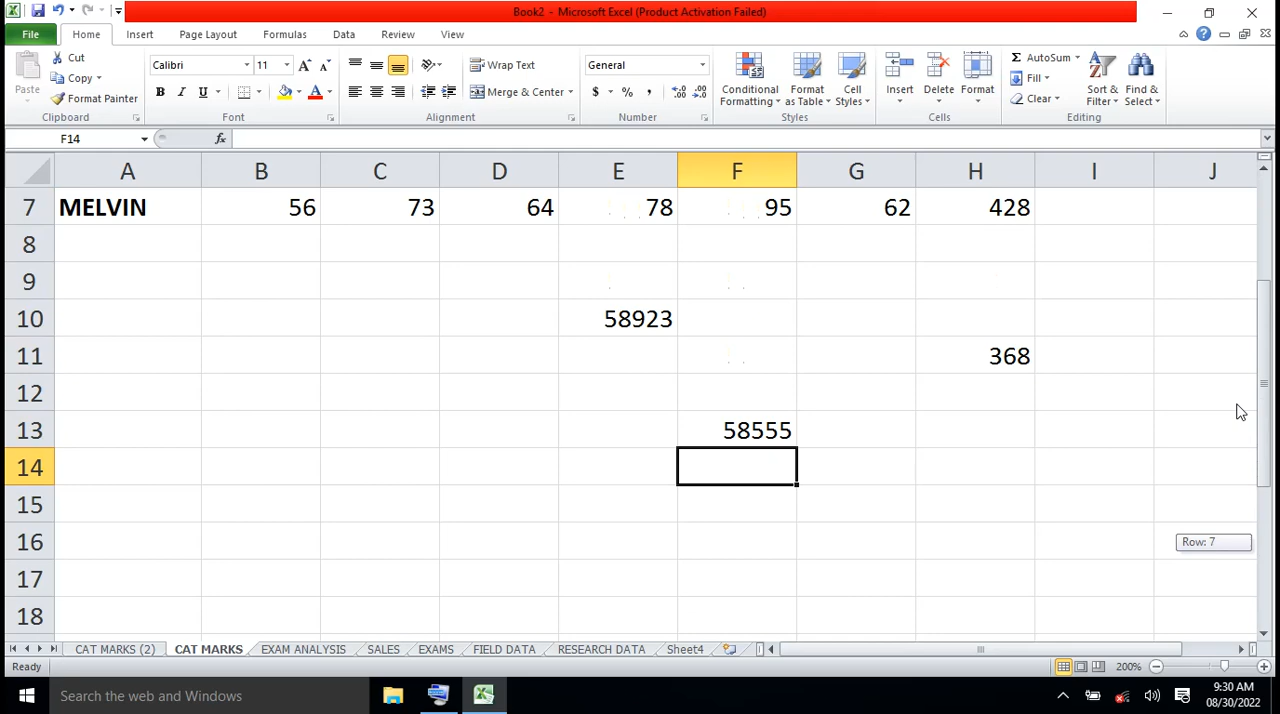 Book2 - Microsoft Excel (Product Activation Failed)
File Home Insert Page Layout Formulas Data Review View
Paste Cut Copy Format Painter Clipboard
Calibri 11 A A B I U A Font
Wrap Text Merge & Center Alignment
General $ % , .0 .00 .00 .0 Number
Conditional Formatting Format as Table Cell Styles Styles
Insert Delete Format Cells
Σ AutoSum Fill Clear Sort & Filter Find & Select Editing
F14 fx
A B C D E F G H I J
7 MELVIN 56 73 64 78 95 62 428
8
9
10 58923
11 368
12
13 58555
14
15
16 Row: 7
17
18
CAT MARKS (2) CAT MARKS EXAM ANALYSIS SALES EXAMS FIELD DATA RESEARCH DATA Sheet4
Ready 200%
Search the web and Windows 9:30 AM
08/30/2022